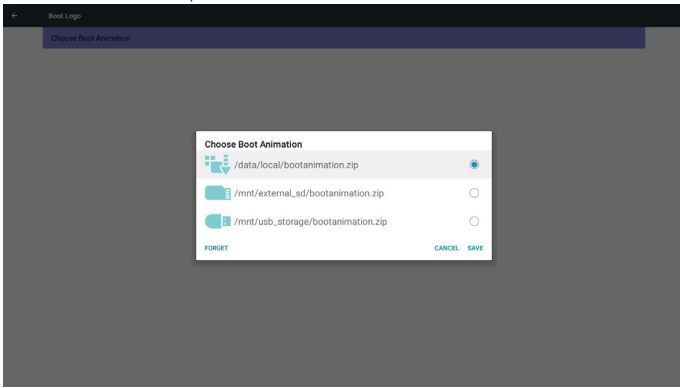 Boot Logo
Choose Boot Animation
Choose Boot Animation
/data/local/bootanimation.zip
/mnt/external_sd/bootanimation.zip
/mnt/usb_storage/bootanimation.zip
FORGET CANCEL SAVE